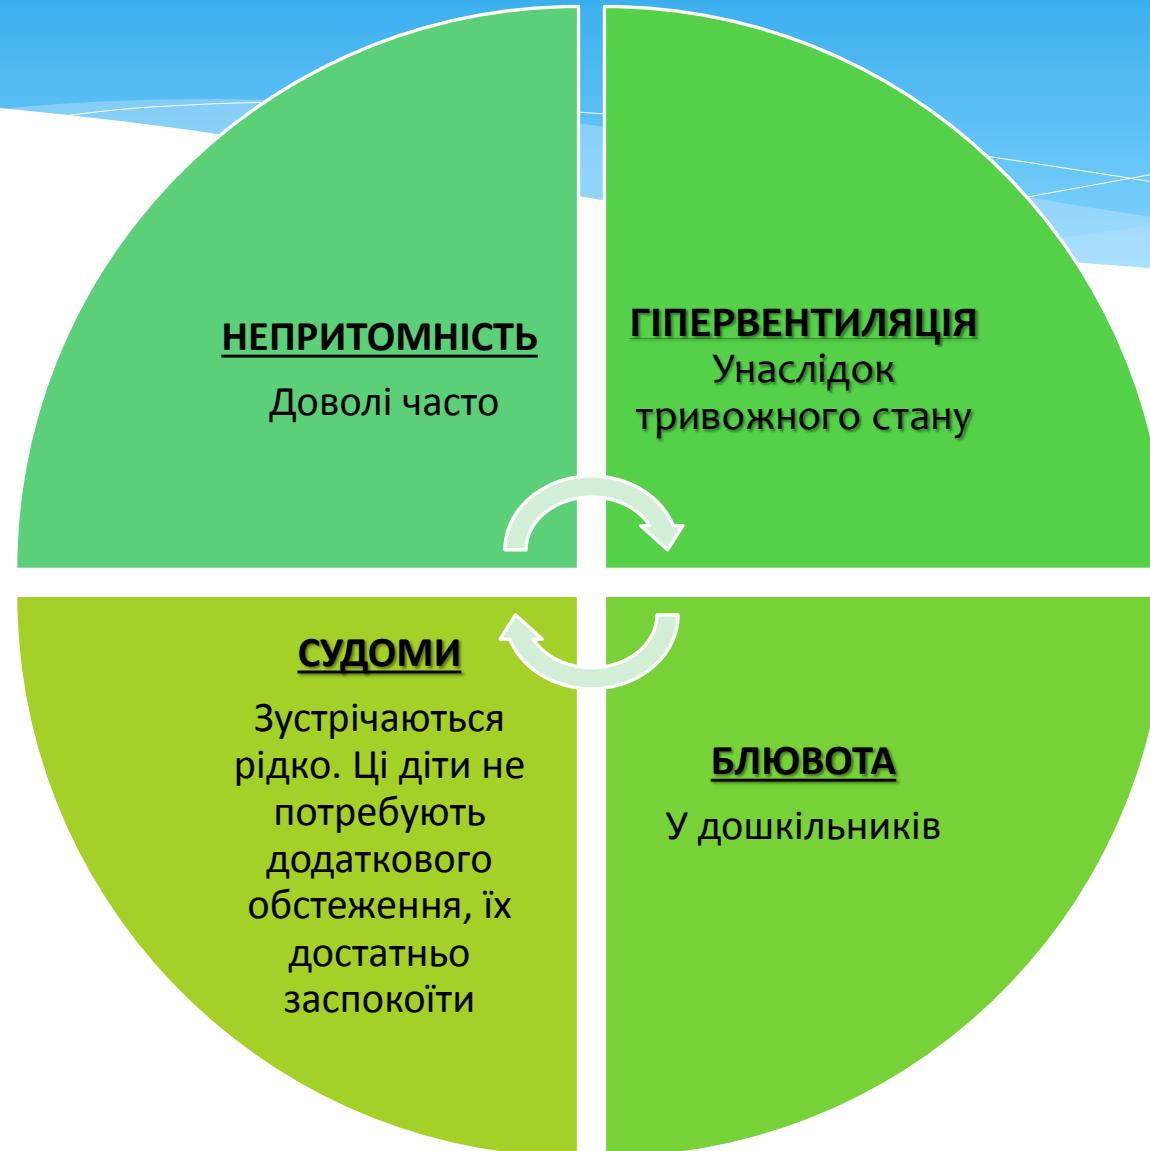 НЕПРИТОМНІСТЬ
Доволі часто
ГІПЕРВЕНТИЛЯЦІЯ
Унаслідок
тривожного стану
СУДОМИ
Зустрічаються
рідко. Ці діти не
потребують
додаткового
обстеження, їх
достатньо
заспокоїти
БЛЮВОТА
У дошкільників